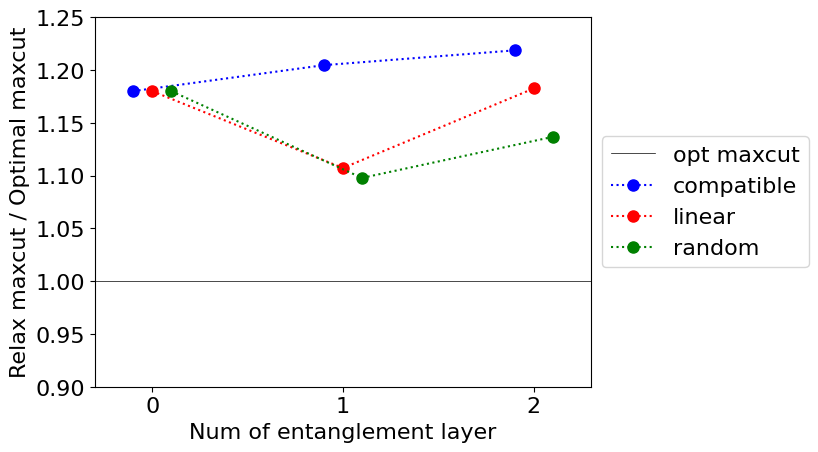 Relax maxcut / Optimal maxcut
1.25
1.20
1.15
1.10
1.05
1.00
0.95
0.90
0
1
2
Num of entanglement layer
opt maxcut
compatible
linear
random